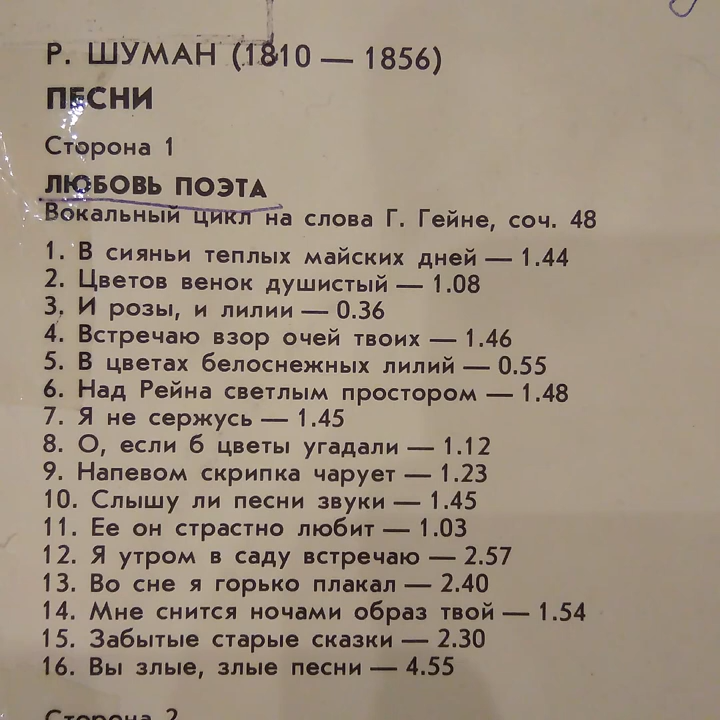 Р. ШУМАН (1810 — 1856)
ПЕСНИ
Сторона 1
ЛЮБОВЬ ПОЭТА
Вокальный цикл на слова Г. Гейне, соч. 48
1. В сияньи теплых майских дней — 1.44
2. Цветов венок душистый — 1.08
3. И розы, и лилии — 0.36
4. Встречаю взор очей твоих — 1.46
5. В цветах белоснежных лилий — 0.55
6. Над Рейна светлым простором — 1.48
7. Я не сержусь — 1.45
8. О, если б цветы угадали — 1.12
9. Напевом скрипка чарует — 1.23
10. Слышу ли песни звуки — 1.45
11. Ее он страстно любит — 1.03
12. Я утром в саду встречаю — 2.57
13. Во сне я горько плакал — 2.40
14. Мне снится ночами образ твой — 1.54
15. Забытые старые сказки — 2.30
16. Вы злые, злые песни — 4.55
Сторона 2